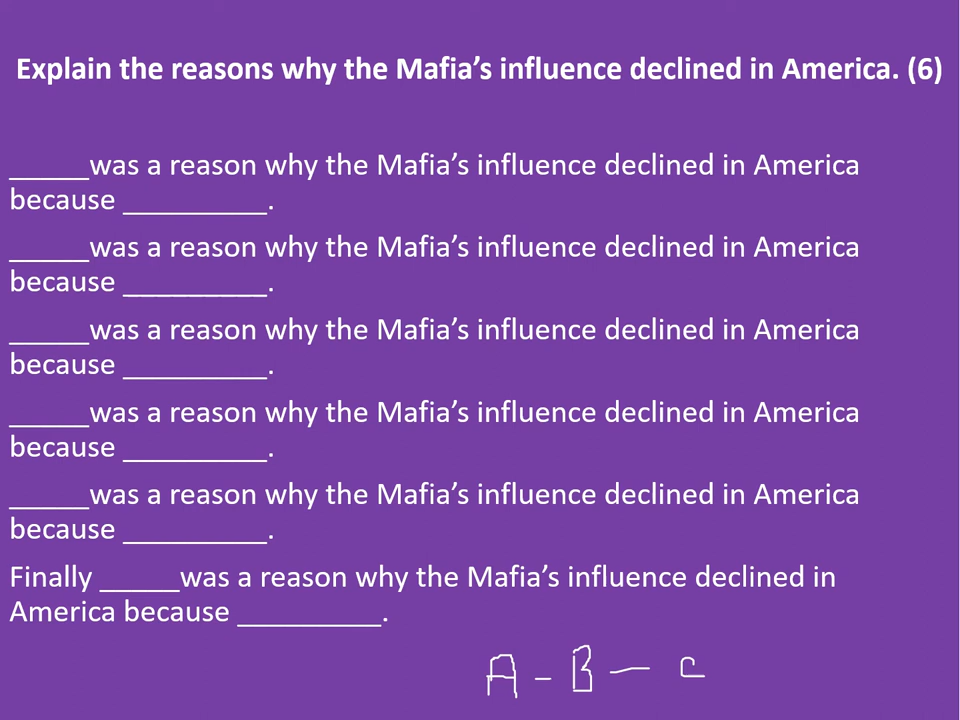 Explain the reasons why the Mafia's influence declined in America. (6)
_____was a reason why the Mafia's influence declined in America
because _________.
_____was a reason why the Mafia's influence declined in America
because _________.
_____was a reason why the Mafia's influence declined in America
because _________.
_____was a reason why the Mafia's influence declined in America
because _________.
_____was a reason why the Mafia's influence declined in America
because _________.
Finally _____was a reason why the Mafia's influence declined in
America because _________.
A - B -